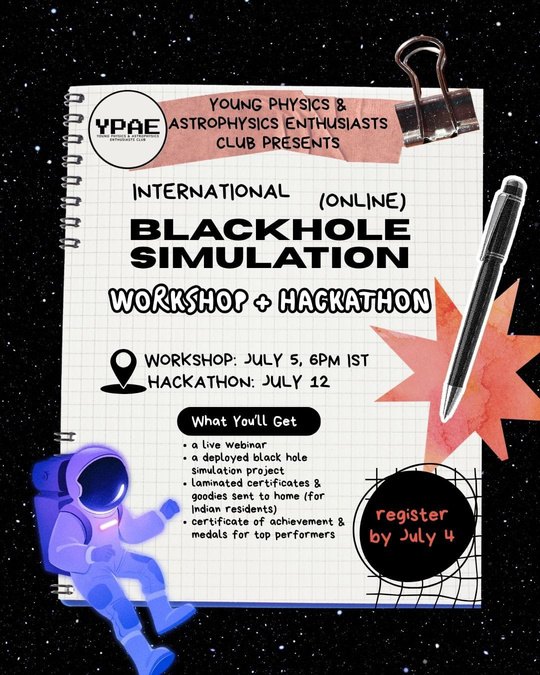 YPAE
YOUNG PHYSICS & ASTROPHYSICS
ENTHUSIASTS CLUB
YOUNG PHYSICS &
ASTROPHYSICS ENTHUSIASTS
CLUB PRESENTS
INTERNATIONAL (ONLINE)
BLACKHOLE
SIMULATION
WORKSHOP + HACKATHON
WORKSHOP: JULY 5, 6PM IST
HACKATHON: JULY 12
What You'll Get
• a live webinar
• a deployed black hole
simulation project
• laminated certificates &
goodies sent to home (for
Indian residents)
• certificate of achievement &
medals for top performers
register
by July 4